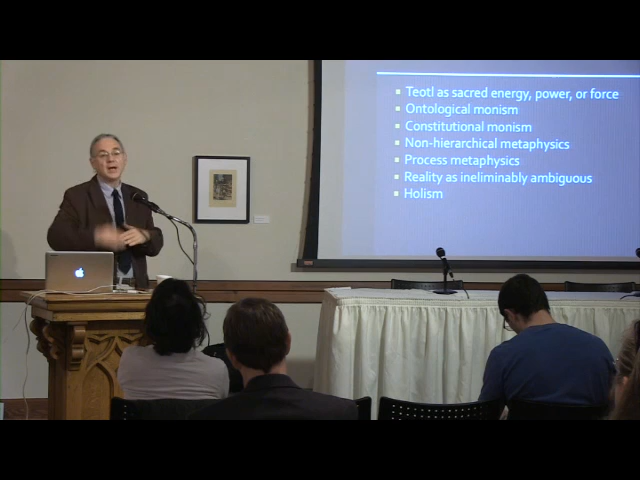 Teotl as sacred energy, power, or force
Ontological monism
Constitutional monism
Non-hierarchical metaphysics
Process metaphysics
Reality as ineliminably ambiguous
Holism